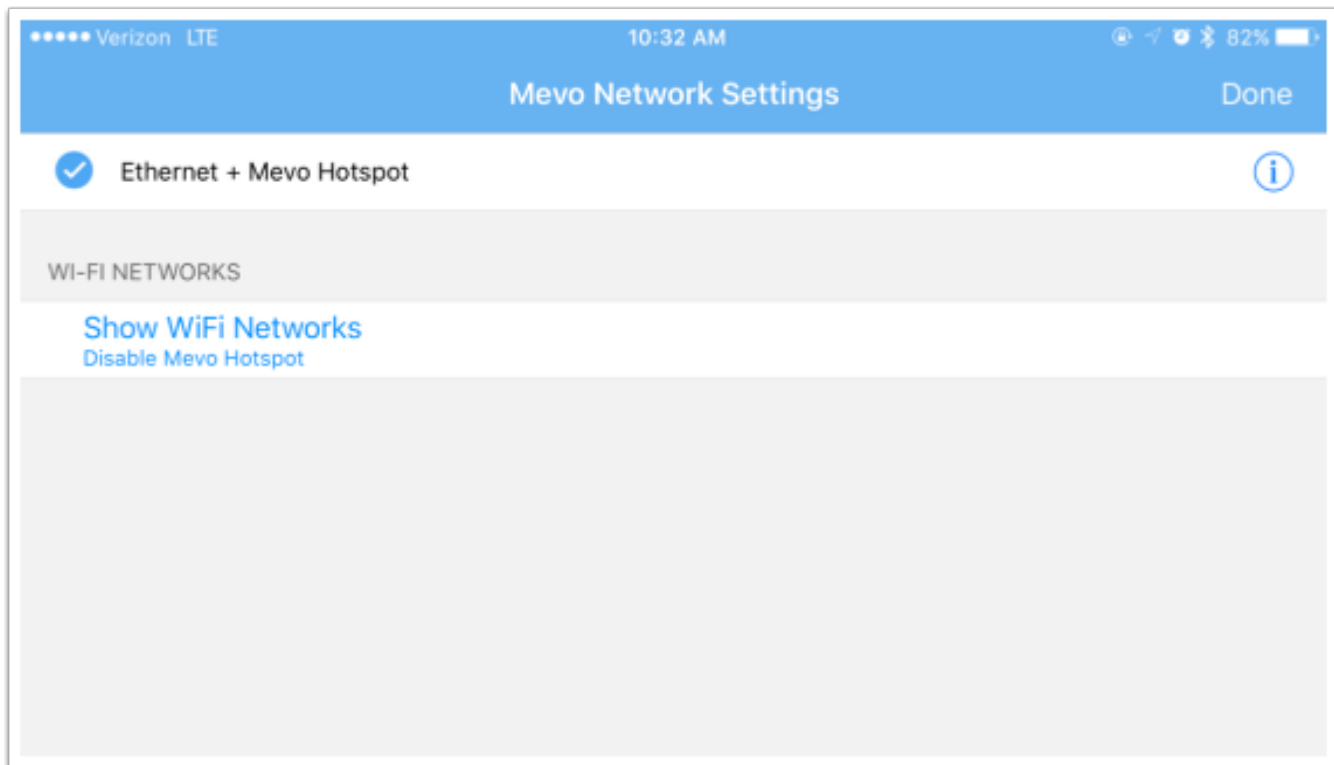 Verizon LTE 10:32 AM 82%
Mevo Network Settings Done
Ethernet + Mevo Hotspot
WI-FI NETWORKS
Show WiFi Networks
Disable Mevo Hotspot